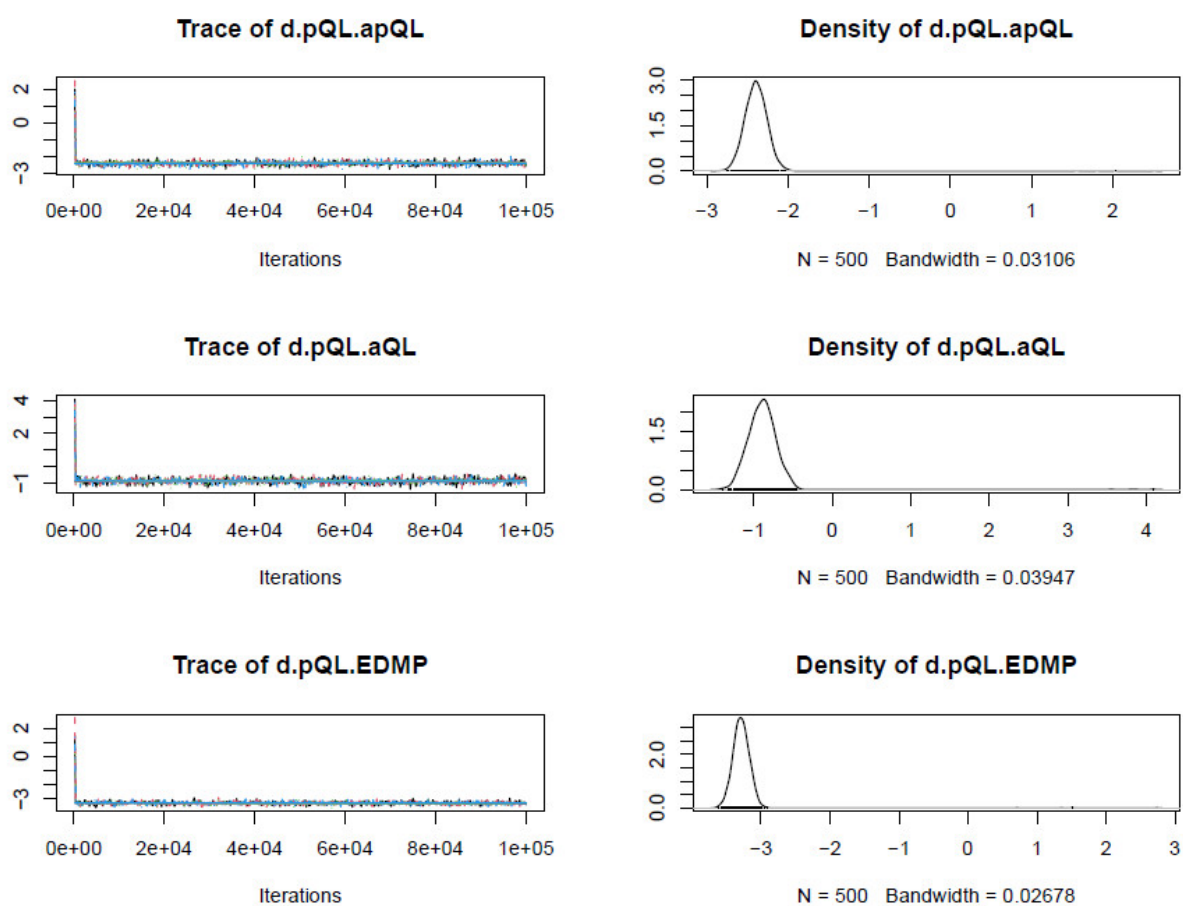 Trace of d.pQL.apQL
Density of d.pQL.apQL
2
0
−3
0e+00 2e+04 4e+04 6e+04 8e+04 1e+05
Iterations
3.0
1.5
0.0
−3 −2 −1 0 1 2
N = 500 Bandwidth = 0.03106
Trace of d.pQL.aQL
Density of d.pQL.aQL
4
2
−1
0e+00 2e+04 4e+04 6e+04 8e+04 1e+05
Iterations
1.5
0.0
−1 0 1 2 3 4
N = 500 Bandwidth = 0.03947
Trace of d.pQL.EDMP
Density of d.pQL.EDMP
2
0
−3
0e+00 2e+04 4e+04 6e+04 8e+04 1e+05
Iterations
2.0
0.0
−3 −2 −1 0 1 2 3
N = 500 Bandwidth = 0.02678